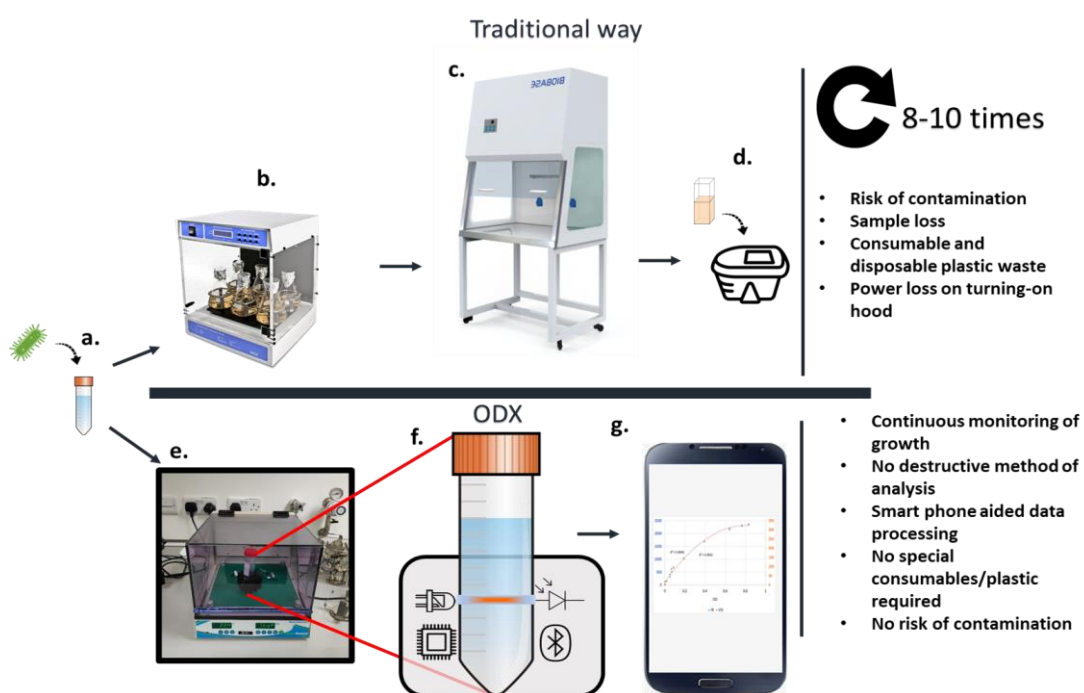 Traditional way
c.
BIOBASE
8-10 times
d.
b.
• Risk of contamination
• Sample loss
• Consumable and
disposable plastic waste
• Power loss on turning-on
hood
a.
ODX
e.
f.
g.
• Continuous monitoring of
growth
• No destructive method of
analysis
• Smart phone aided data
processing
• No special
consumables/plastic
required
• No risk of contamination